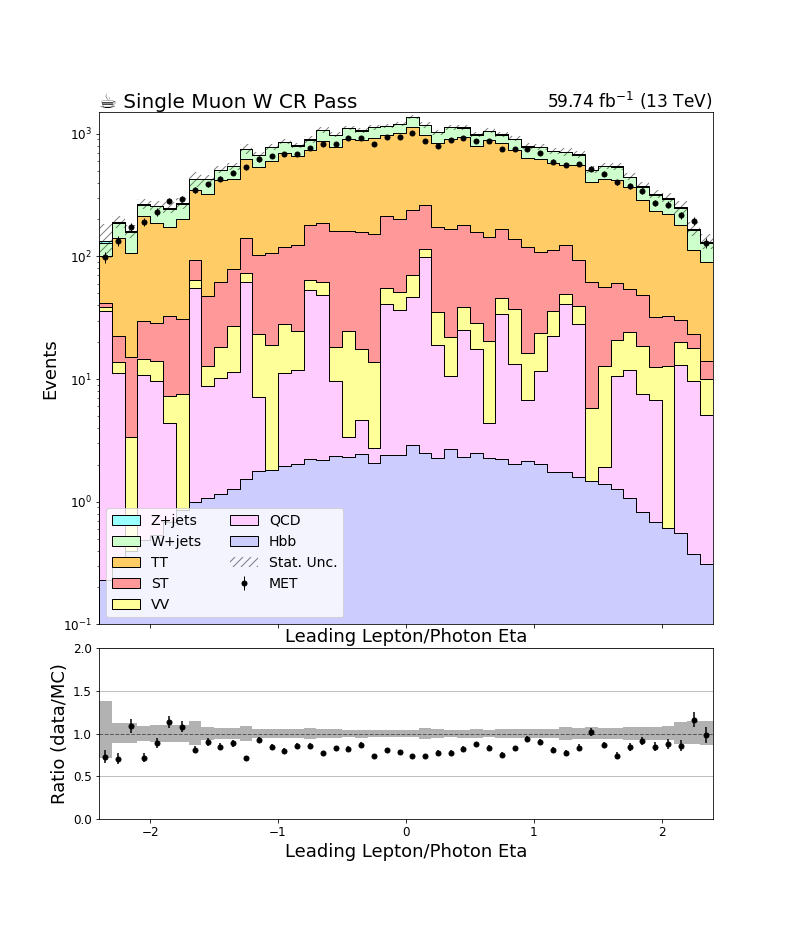 ☕ Single Muon W CR Pass
59.74 fb⁻¹ (13 TeV)
Events
10³
10²
10¹
10⁰
10⁻¹
Z+jets
W+jets
TT
ST
VV
QCD
Hbb
Stat. Unc.
MET
Leading Lepton/Photon Eta
Ratio (data/MC)
2.0
1.5
1.0
0.5
0.0
−2
−1
0
1
2
Leading Lepton/Photon Eta